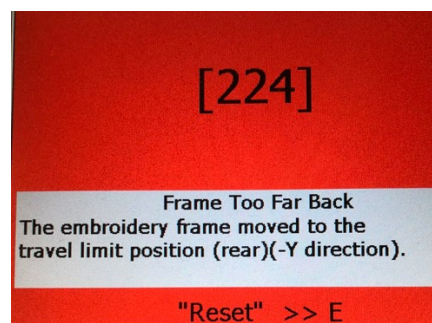 [224]
Frame Too Far Back
The embroidery frame moved to the
travel limit position (rear)(-Y direction).
"Reset" >> E